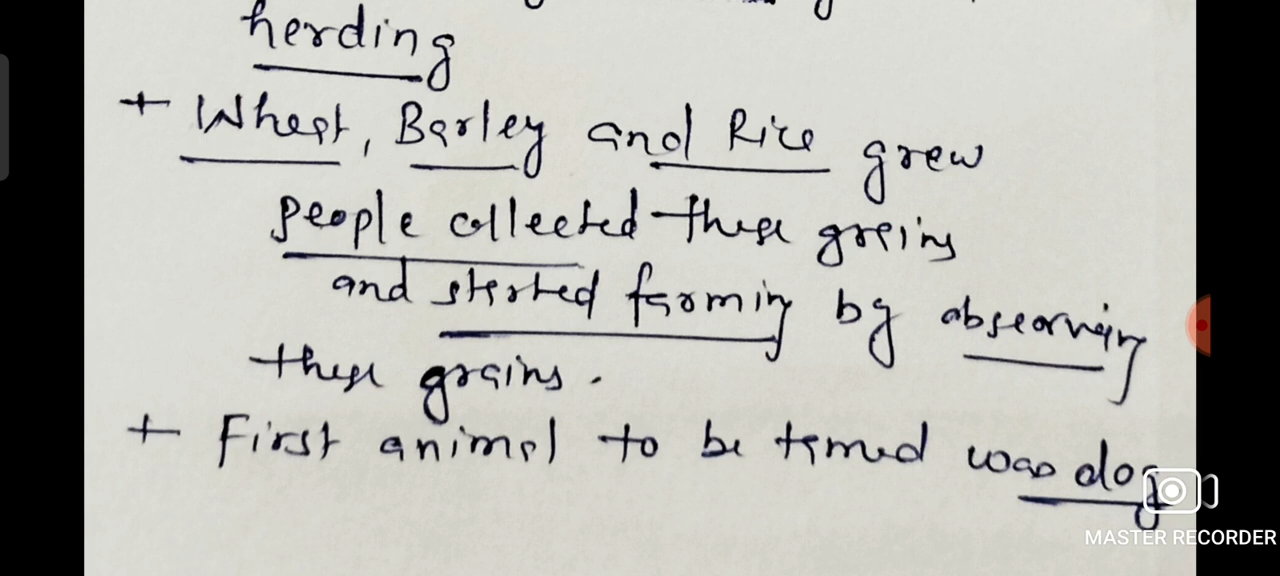 herding
+ Wheat, Barley and Rice grew
people collected these grains
and started farming by observing
these grains.
+ First animal to be tamed was dog
MASTER RECORDER